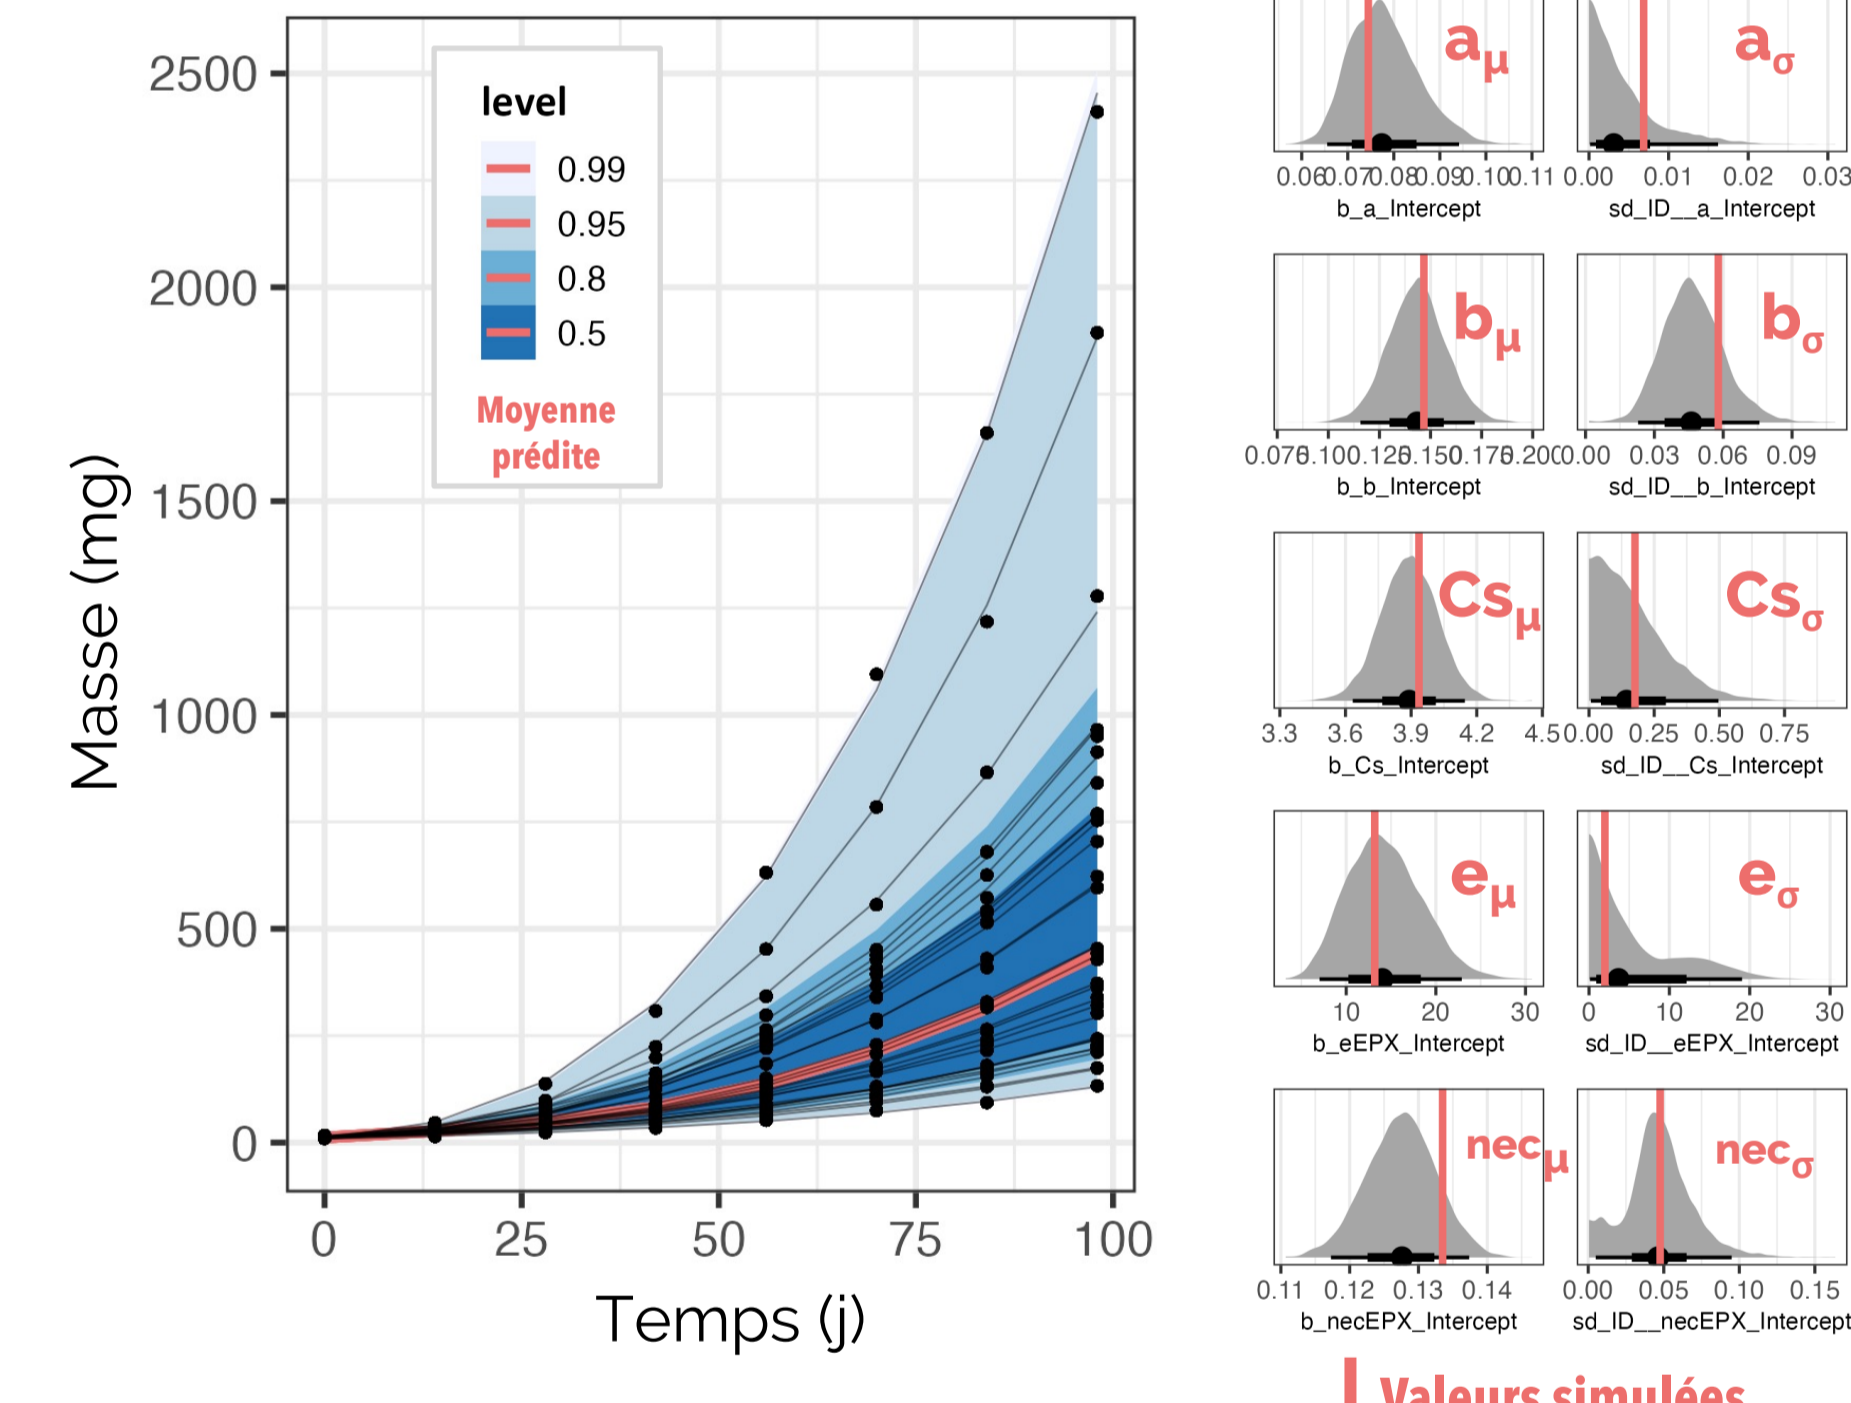 Masse (mg)
2500
2000
1500
1000
500
0
level
0.99
0.95
0.8
0.5
Moyenne
prédite
0 25 50 75 100
Temps (j)
aμ
0.06 0.07 0.08 0.09 0.10 0.11
b_a_Intercept
aσ
0.00 0.01 0.02 0.03
sd_ID__a_Intercept
bμ
0.075 0.100 0.125 0.150 0.175 0.200
b_b_Intercept
bσ
0.00 0.03 0.06 0.09
sd_ID__b_Intercept
Csμ
3.3 3.6 3.9 4.2 4.5
b_Cs_Intercept
Csσ
0.00 0.25 0.50 0.75
sd_ID__Cs_Intercept
eμ
10 20 30
b_eEPX_Intercept
eσ
0 10 20 30
sd_ID__eEPX_Intercept
necμ
0.11 0.12 0.13 0.14
b_necEPX_Intercept
necσ
0.00 0.05 0.10 0.15
sd_ID__necEPX_Intercept
Valeurs simulées